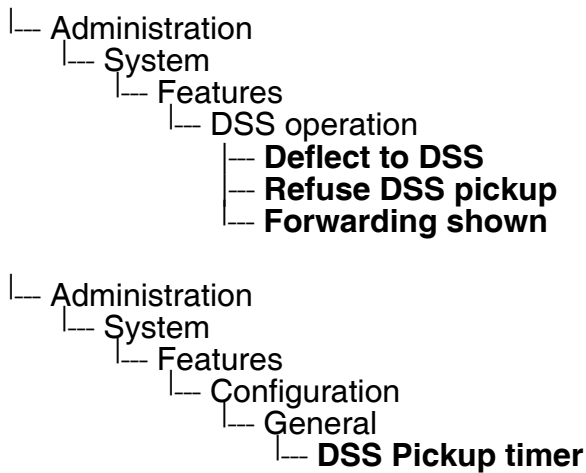 Administration
System
Features
DSS operation
Deflect to DSS
Refuse DSS pickup
Forwarding shown
Administration
System
Features
Configuration
General
DSS Pickup timer